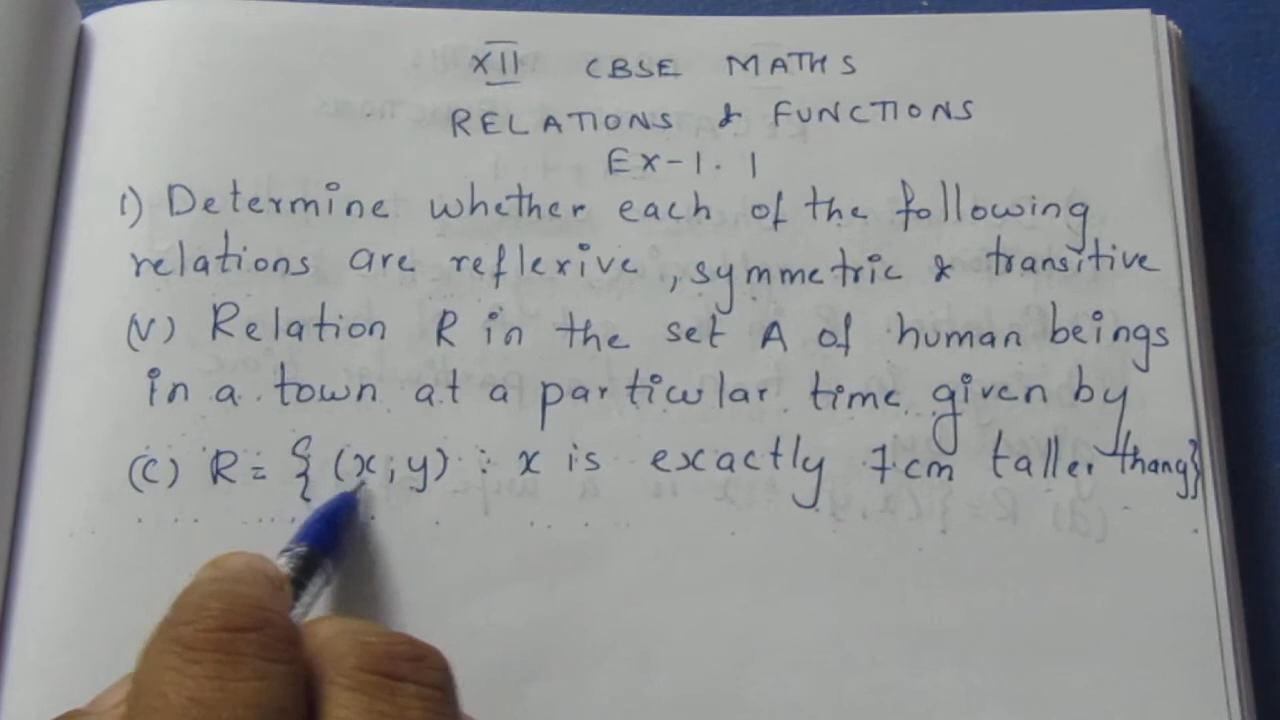 XII CBSE MATHS
RELATIONS & FUNCTIONS
Ex-1.1
1) Determine whether each of the following
relations are reflexive, symmetric & transitive
(V) Relation R in the set A of human beings
in a town at a particular time given by
(C) R = {(x, y) : x is exactly 7cm taller than y}